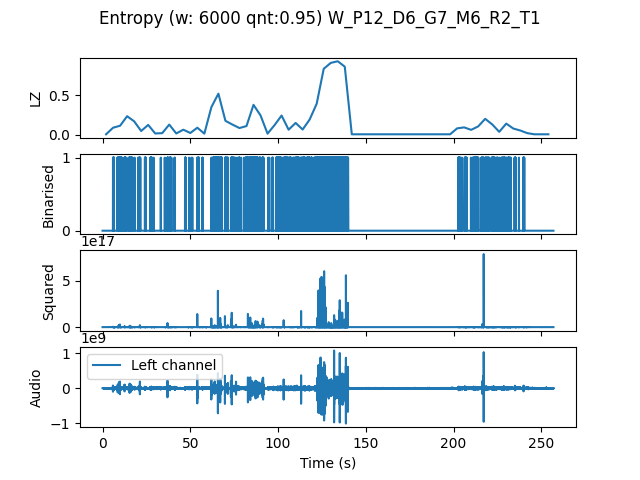 Entropy (w: 6000 qnt:0.95) W_P12_D6_G7_M6_R2_T1
LZ
0.5
0.0
Binarised
1
0
1e17
Squared
5
0
1e9
Audio
1
0
−1
Left channel
0 50 100 150 200 250
Time (s)